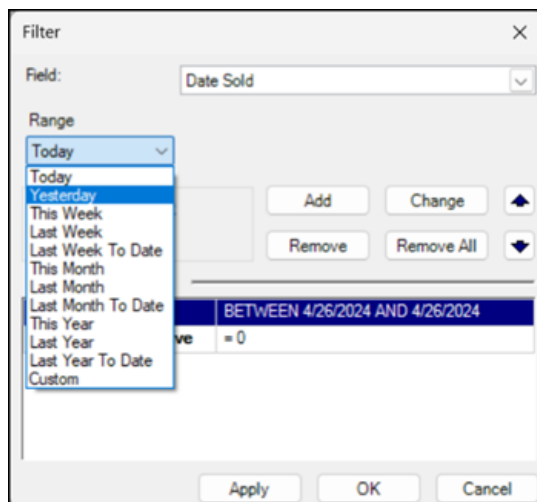 Filter
Field:
Date Sold
Range
Today
Today
Yesterday
This Week
Last Week
Last Week To Date
This Month
Last Month
Last Month To Date
This Year
Last Year
Last Year To Date
Custom
Add
Change
Remove
Remove All
BETWEEN 4/26/2024 AND 4/26/2024
ve = 0
Apply
OK
Cancel